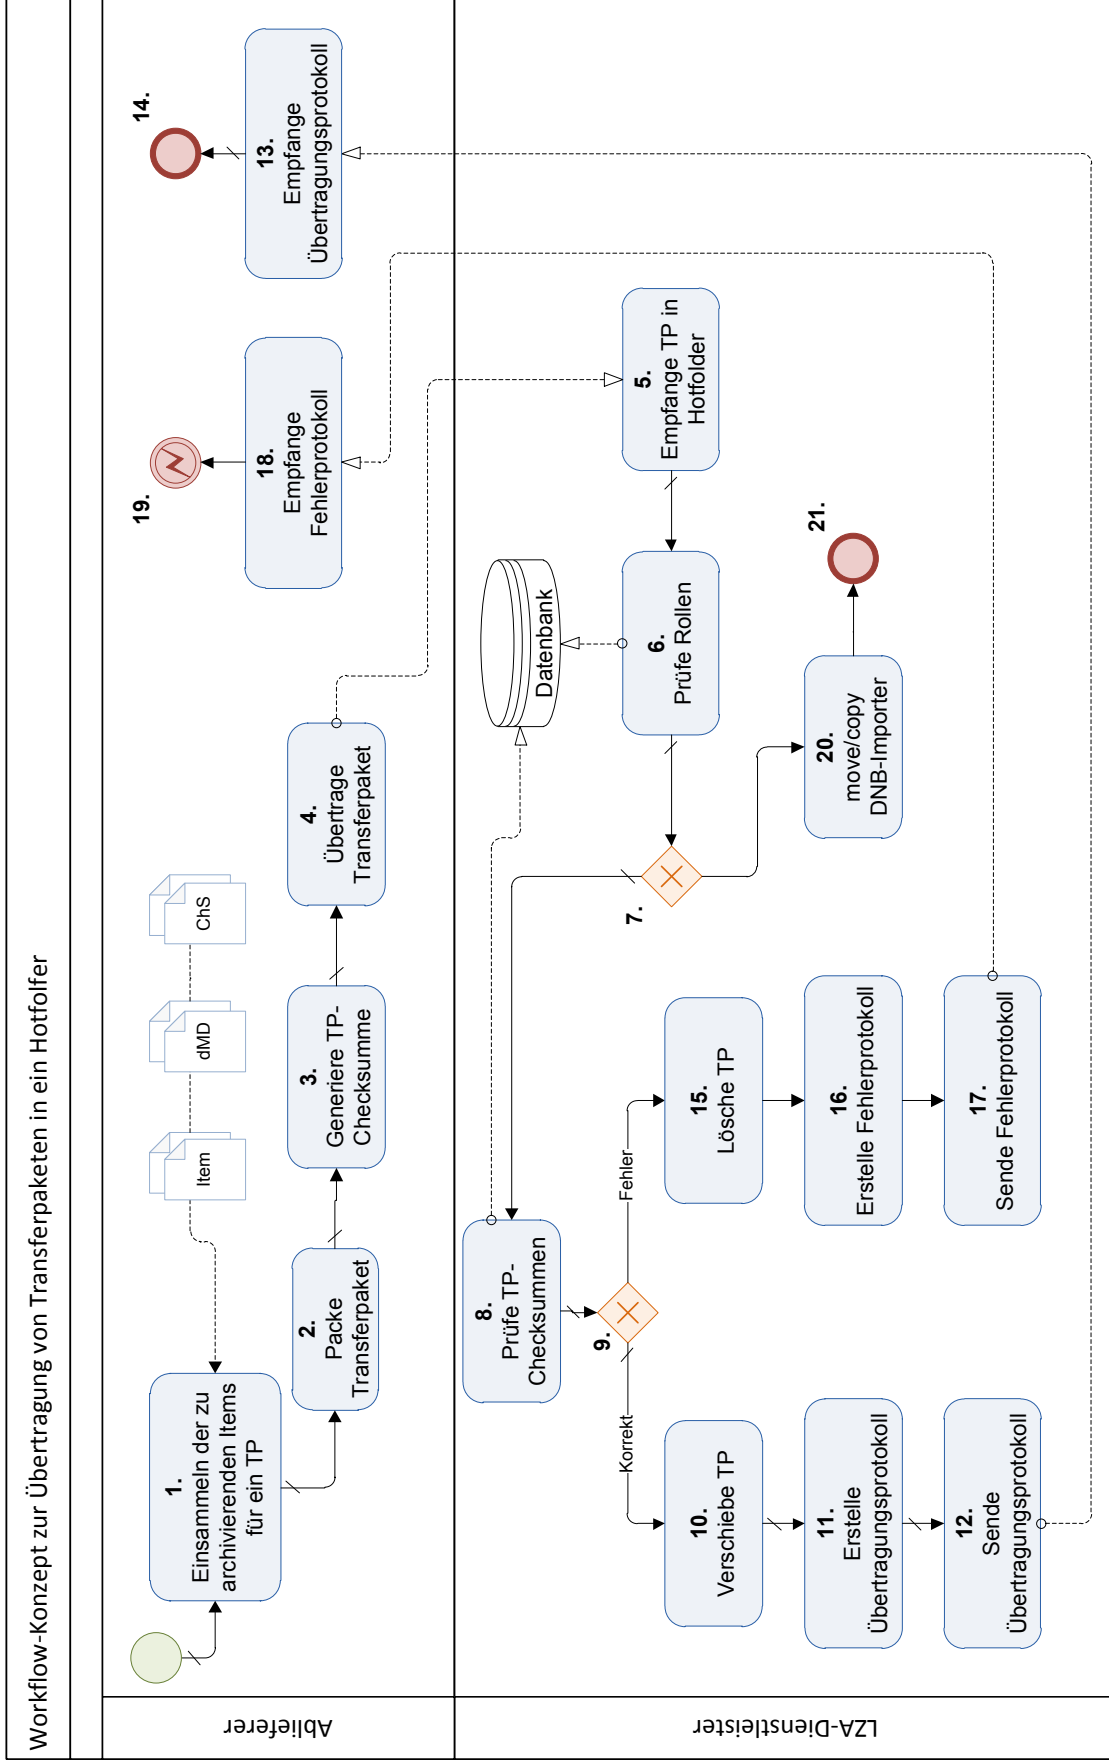 Workflow-Konzept zur Übertragung von Transferpaketen in ein Hotfolfer
Ablieferer
1.
Einsammeln der zu
archivierenden Items
für ein TP
Item
dMD
ChS
2.
Packe
Transferpaket
3.
Generiere TP-
Checksumme
4.
Übertrage
Transferpaket
19.
18.
Empfange
Fehlerprotokoll
14.
13.
Empfange
Übertragungsprotokoll
LZA-Dienstleister
5.
Empfange TP in
Hotfolder
6.
Prüfe Rollen
Datenbank
7.
8.
Prüfe TP-
Checksummen
9.
Korrekt
Fehler
10.
Verschiebe TP
11.
Erstelle
Übertragungsprotokoll
12.
Sende
Übertragungsprotokoll
15.
Lösche TP
16.
Erstelle Fehlerprotokoll
17.
Sende Fehlerprotokoll
20.
move/copy
DNB-Importer
21.